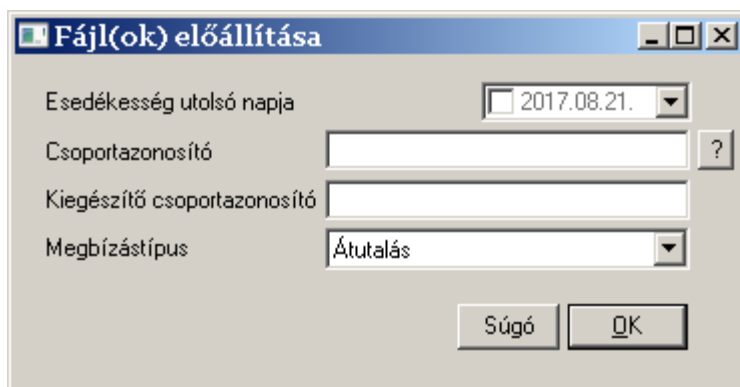 Fájl(ok) előállítása
Esedékesség utolsó napja 2017.08.21.
Csoportazonosító ?
Kiegészítő csoportazonosító
Megbízástípus Átutalás
Súgó OK